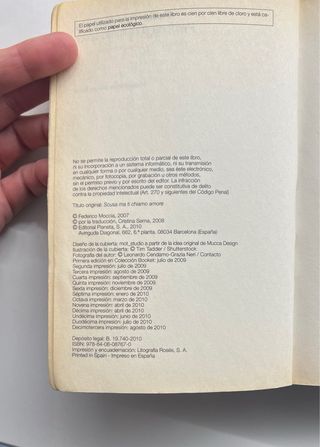 El papel utilizado para la impresión de este libro es cien por cien libre de cloro y está ca-
lificado como papel ecológico.
No se permite la reproducción total o parcial de este libro,
ni su incorporación a un sistema informático, ni su transmisión
en cualquier forma o por cualquier medio, sea éste electrónico,
mecánico, por fotocopia, por grabación u otros métodos,
sin el permiso previo y por escrito del editor. La infracción
de los derechos mencionados puede ser constitutiva de delito
contra la propiedad intelectual (Art. 270 y siguientes del Código Penal)
Título original: Scusa ma ti chiamo amore
© Federico Moccia, 2007
© por la traducción, Cristina Serna, 2008
© Editorial Planeta, S. A., 2010
Avinguda Diagonal, 662, 6.ª planta. 08034 Barcelona (España)
Diseño de la cubierta: mot_studio a partir de la idea original de Mucca Design
Ilustración de la cubierta: © Tim Tadder / Shutterstock
Fotografía del autor: © Leonardo Cendamo-Grazia Neri / Contacto
Primera edición en Colección Booket: julio de 2009
Segunda impresión: julio de 2009
Tercera impresión: agosto de 2009
Cuarta impresión: septiembre de 2009
Quinta impresión: noviembre de 2009
Sexta impresión: diciembre de 2009
Séptima impresión: enero de 2010
Octava impresión: marzo de 2010
Novena impresión: abril de 2010
Décima impresión: abril de 2010
Undécima impresión: junio de 2010
Duodécima impresión: julio de 2010
Decimotercera impresión: agosto de 2010
Depósito legal: B. 19.740-2010
ISBN: 978-84-08-08767-0
Impresión y encuadernación: Litografía Rosés, S. A.
Printed in Spain - Impreso en España